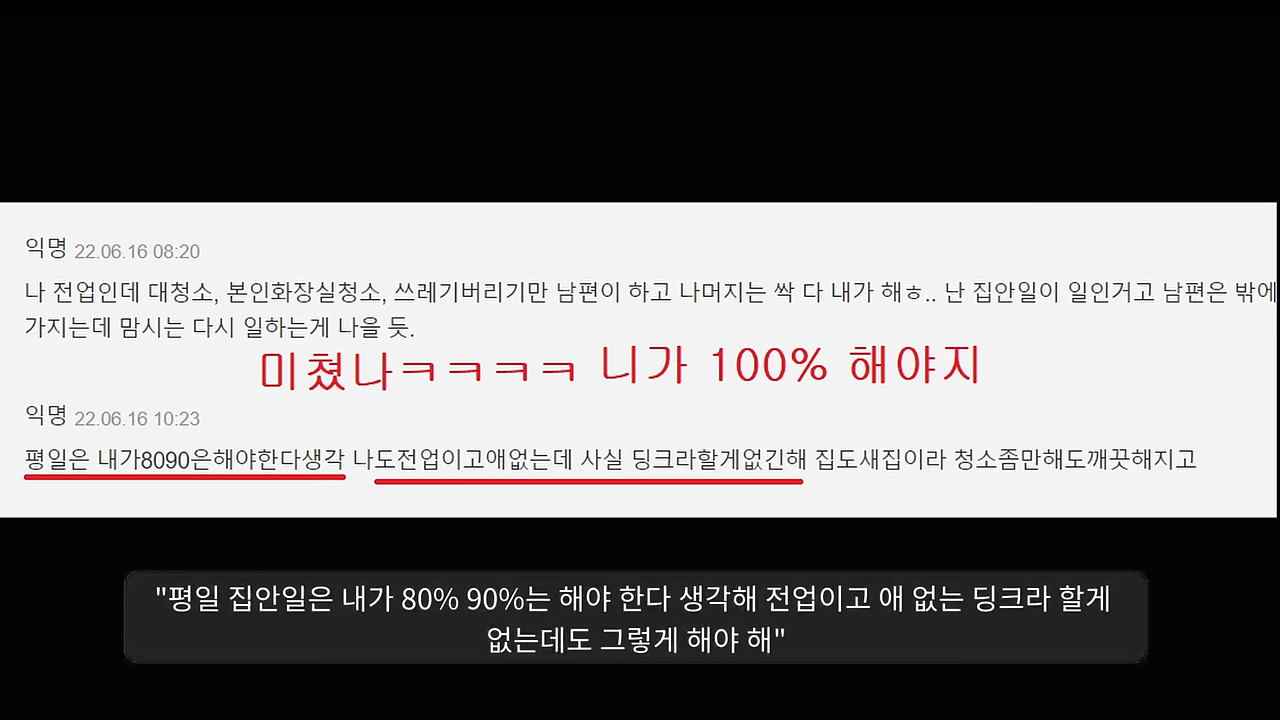 익명 22.06.16 08:20
나 전업인데 대청소, 본인화장실청소, 쓰레기버리기만 남편이 하고 나머지는 싹 다 내가 해ㅎ.. 난 집안일이 일인거고 남편은 밖에
가지는데 맘시는 다시 일하는게 나을 듯.
미쳤나ㅋㅋㅋㅋ 니가 100% 해야지
익명 22.06.16 10:23
평일은 내가8090은해야한다생각 나도전업이고애없는데 사실 딩크라할게없긴해 집도새집이라 청소좀만해도깨끗해지고
"평일 집안일은 내가 80% 90%는 해야 한다 생각해 전업이고 애 없는 딩크라 할게
없는데도 그렇게 해야 해"